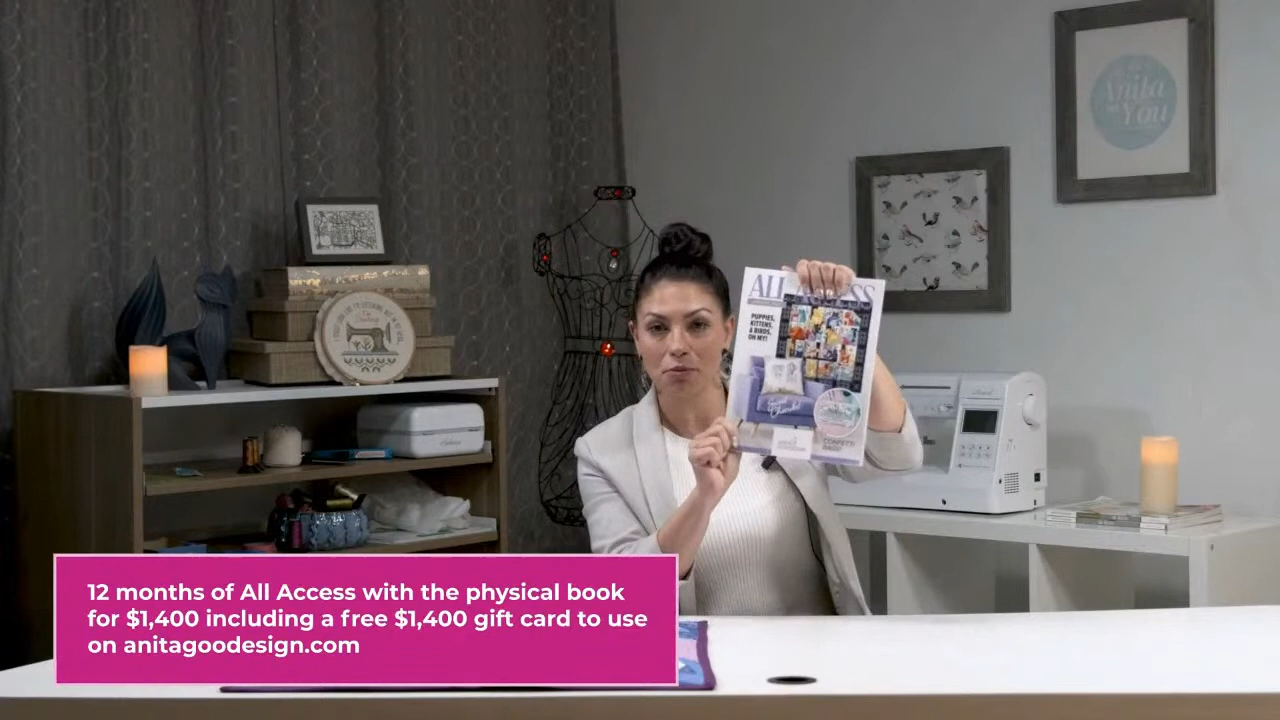 Anita
You
ALL ACCESS
PUPPIES,
KITTENS,
& BIRDS,
OH MY!
CONFETTI
12 months of All Access with the physical book
for $1,400 including a free $1,400 gift card to use
on anitagoodesign.com